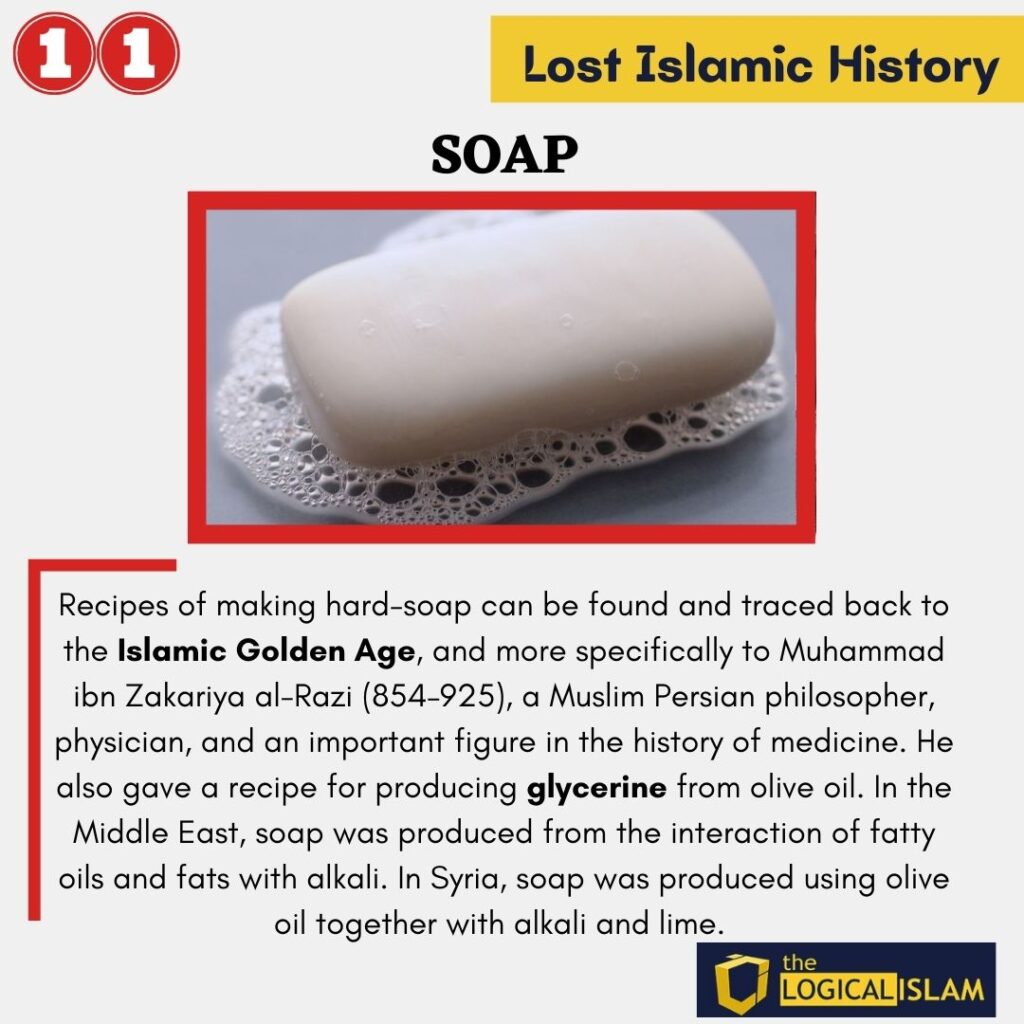 11
Lost Islamic History
SOAP
Recipes of making hard-soap can be found and traced back to
the Islamic Golden Age, and more specifically to Muhammad
ibn Zakariya al-Razi (854-925), a Muslim Persian philosopher,
physician, and an important figure in the history of medicine. He
also gave a recipe for producing glycerine from olive oil. In the
Middle East, soap was produced from the interaction of fatty
oils and fats with alkali. In Syria, soap was produced using olive
oil together with alkali and lime.
the
LOGICAL ISLAM